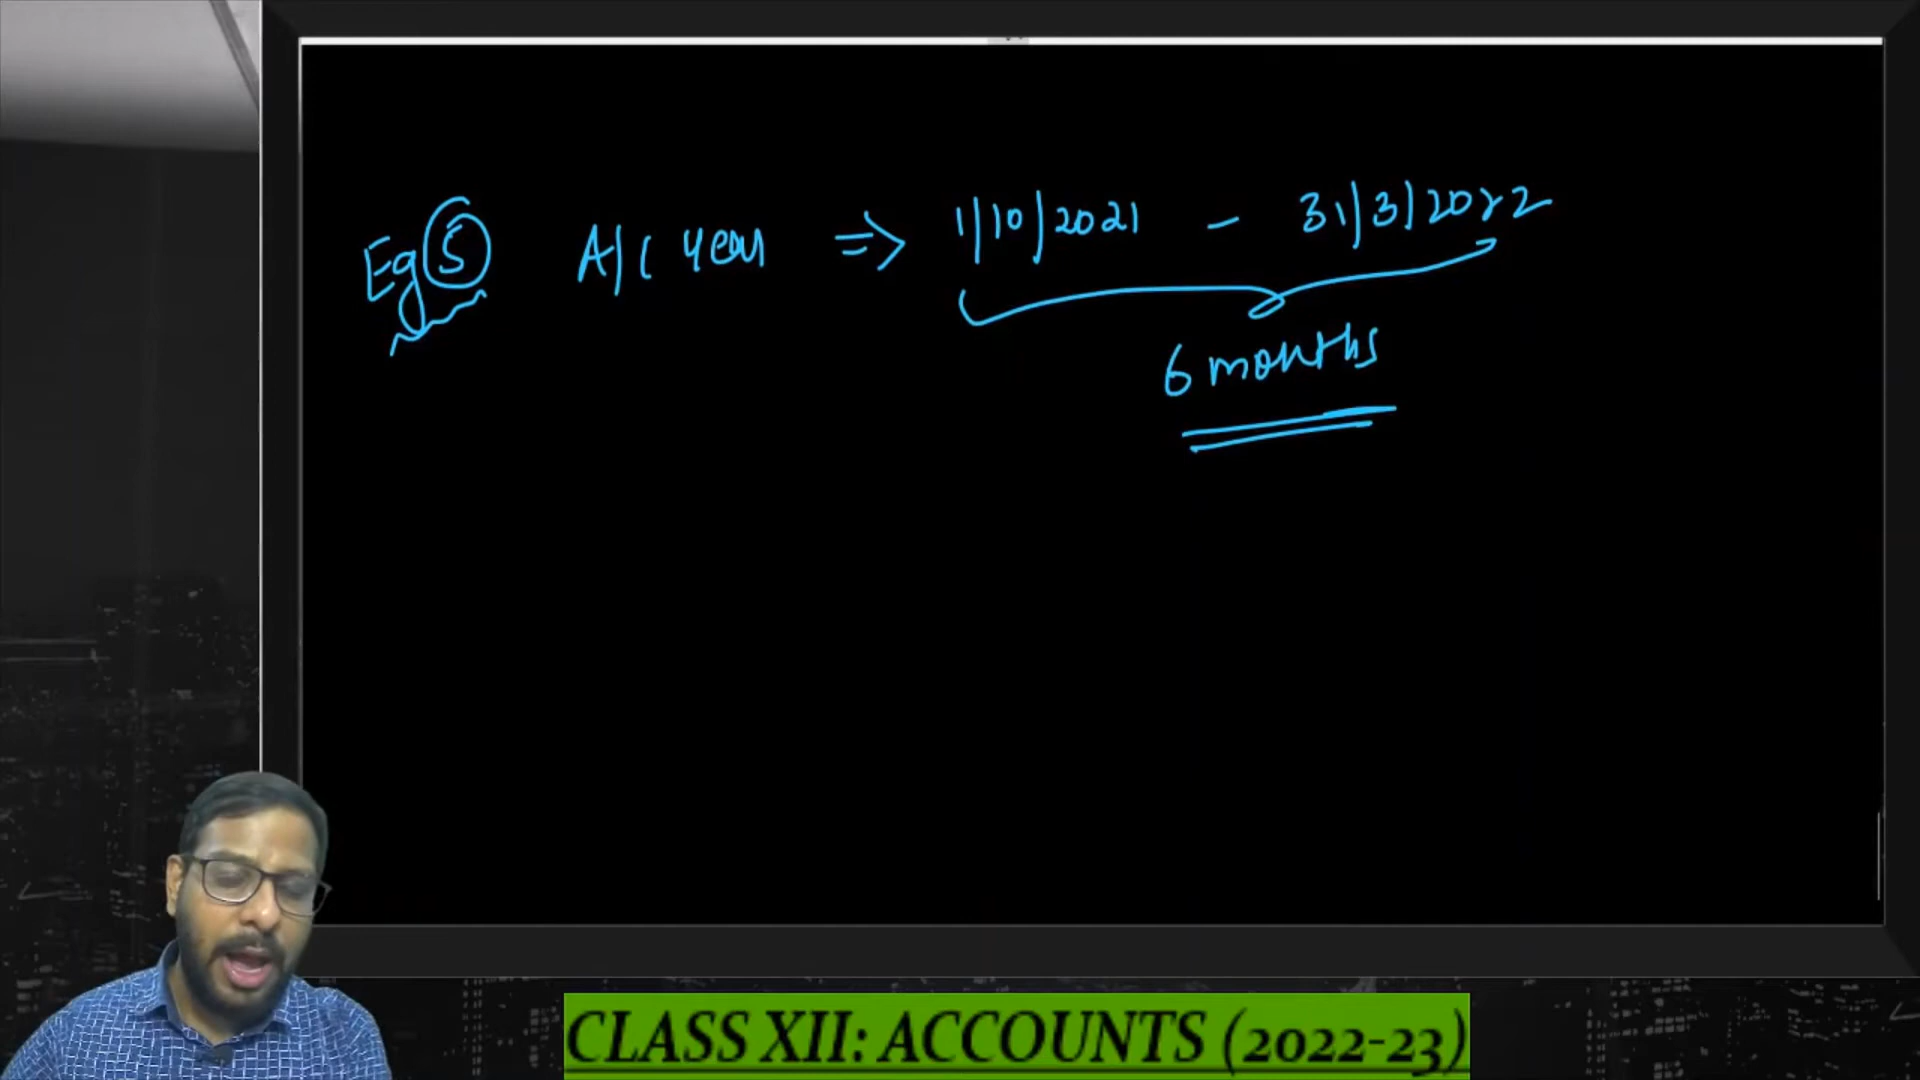 Eg 5 A/c year => 1/10/2021 - 31/3/2022
6 months
CLASS XII: ACCOUNTS (2022-23)